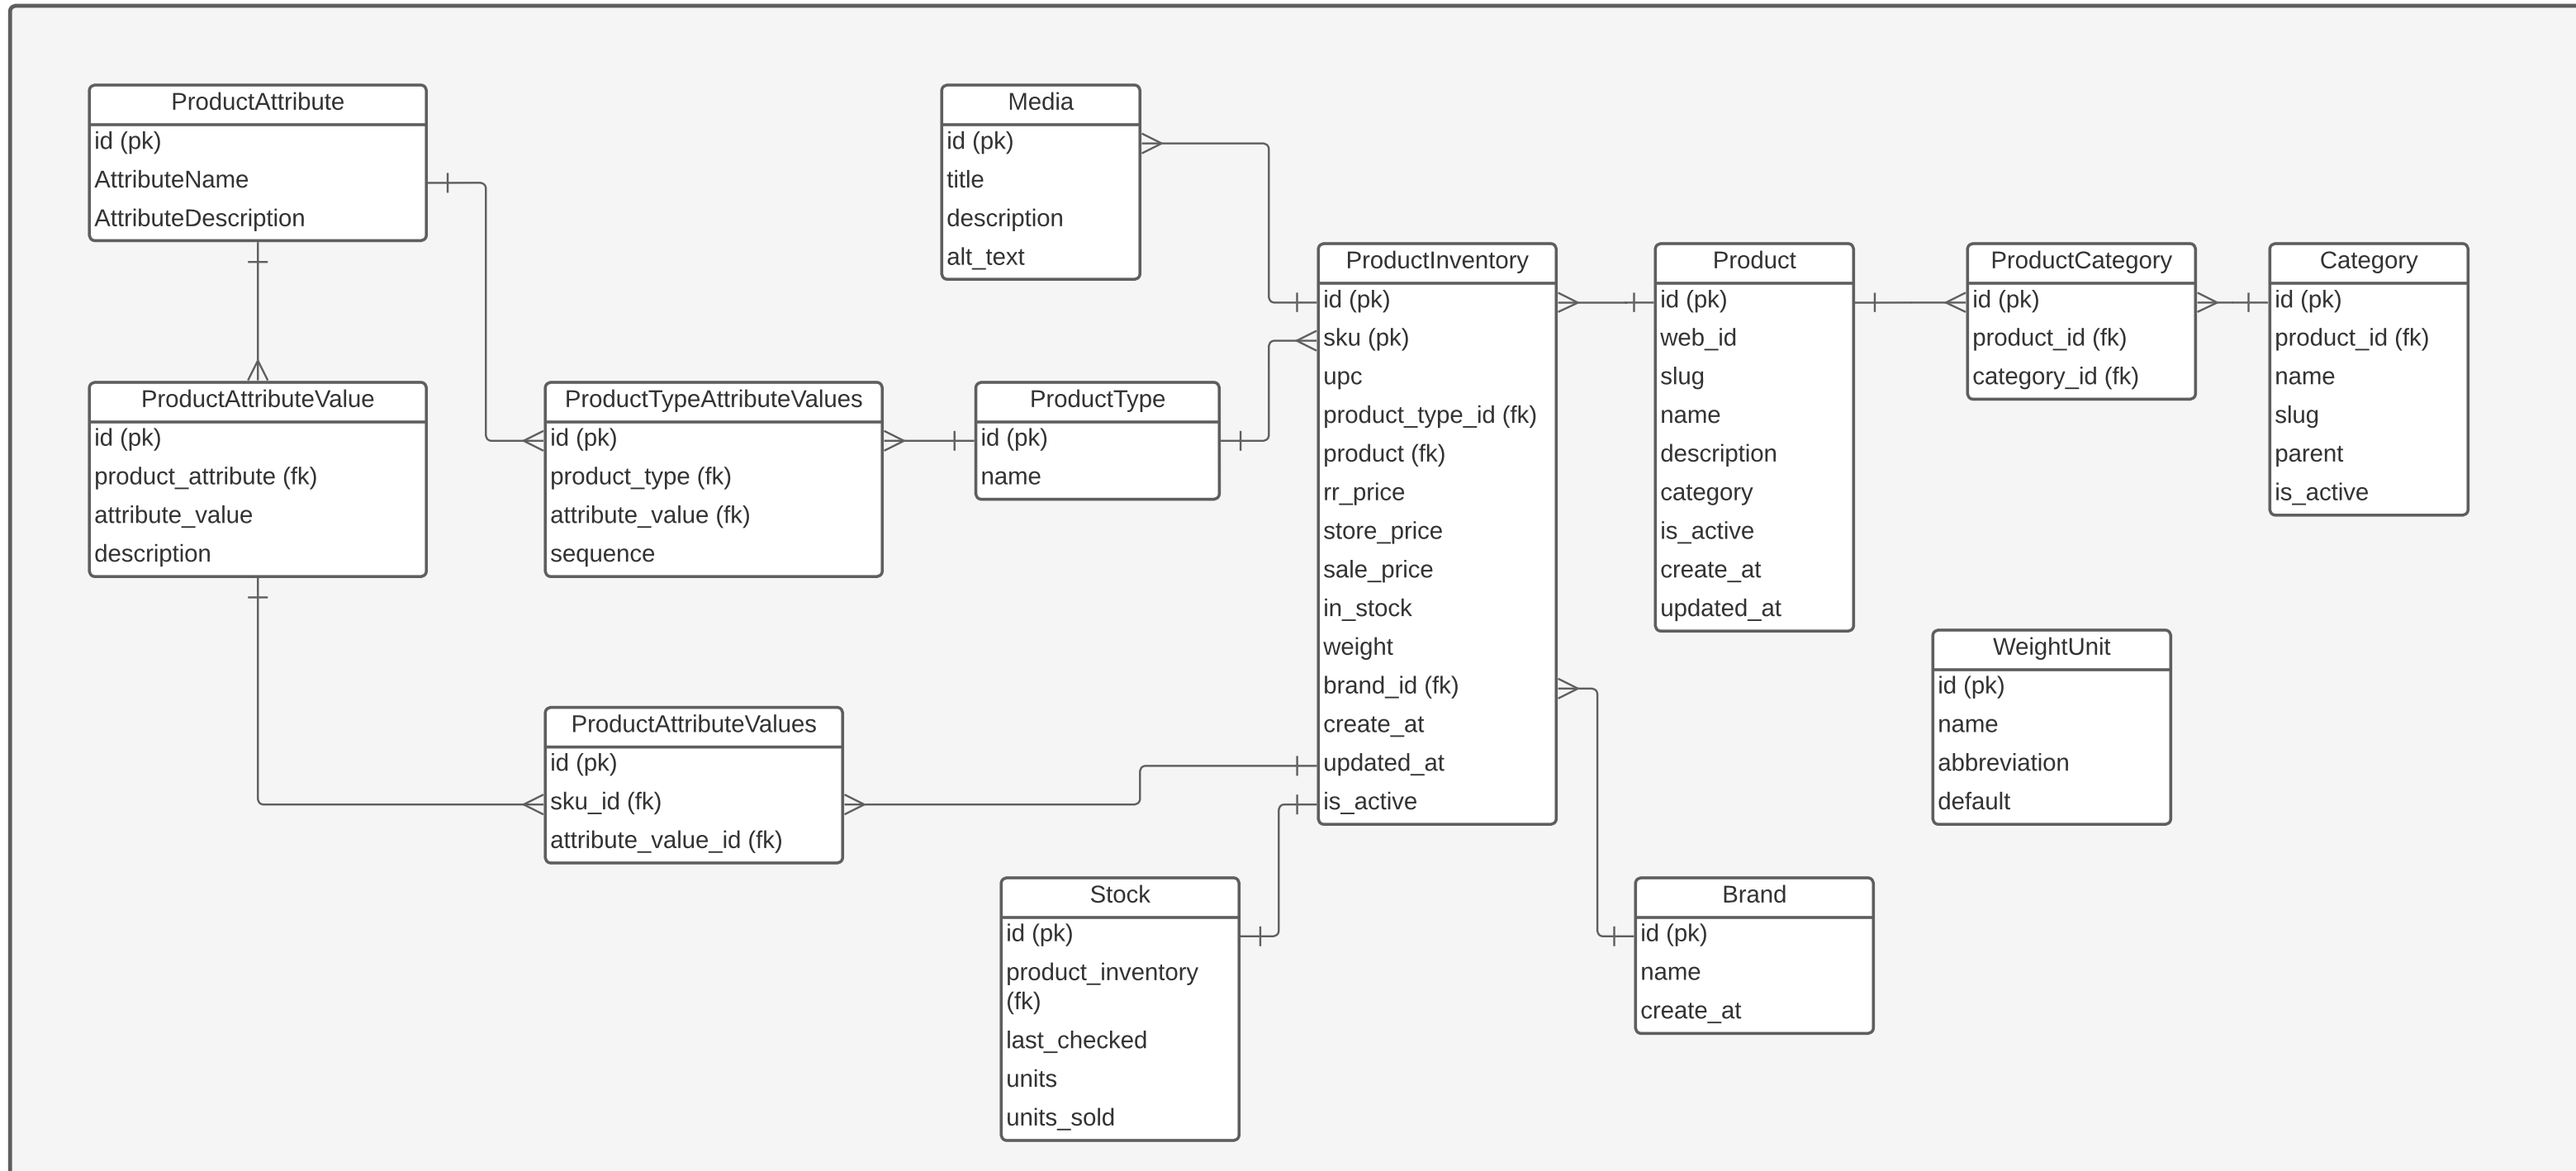 ProductAttribute
id (pk)
AttributeName
AttributeDescription
Media
id (pk)
title
description
alt_text
ProductInventory
id (pk)
sku (pk)
upc
product_type_id (fk)
product (fk)
rr_price
store_price
sale_price
in_stock
weight
brand_id (fk)
create_at
updated_at
is_active
Product
id (pk)
web_id
slug
name
description
category
is_active
create_at
updated_at
ProductCategory
id (pk)
product_id (fk)
category_id (fk)
Category
id (pk)
product_id (fk)
name
slug
parent
is_active
ProductAttributeValue
id (pk)
product_attribute (fk)
attribute_value
description
ProductTypeAttributeValues
id (pk)
product_type (fk)
attribute_value (fk)
sequence
ProductType
id (pk)
name
WeightUnit
id (pk)
name
abbreviation
default
ProductAttributeValues
id (pk)
sku_id (fk)
attribute_value_id (fk)
Stock
id (pk)
product_inventory
(fk)
last_checked
units
units_sold
Brand
id (pk)
name
create_at